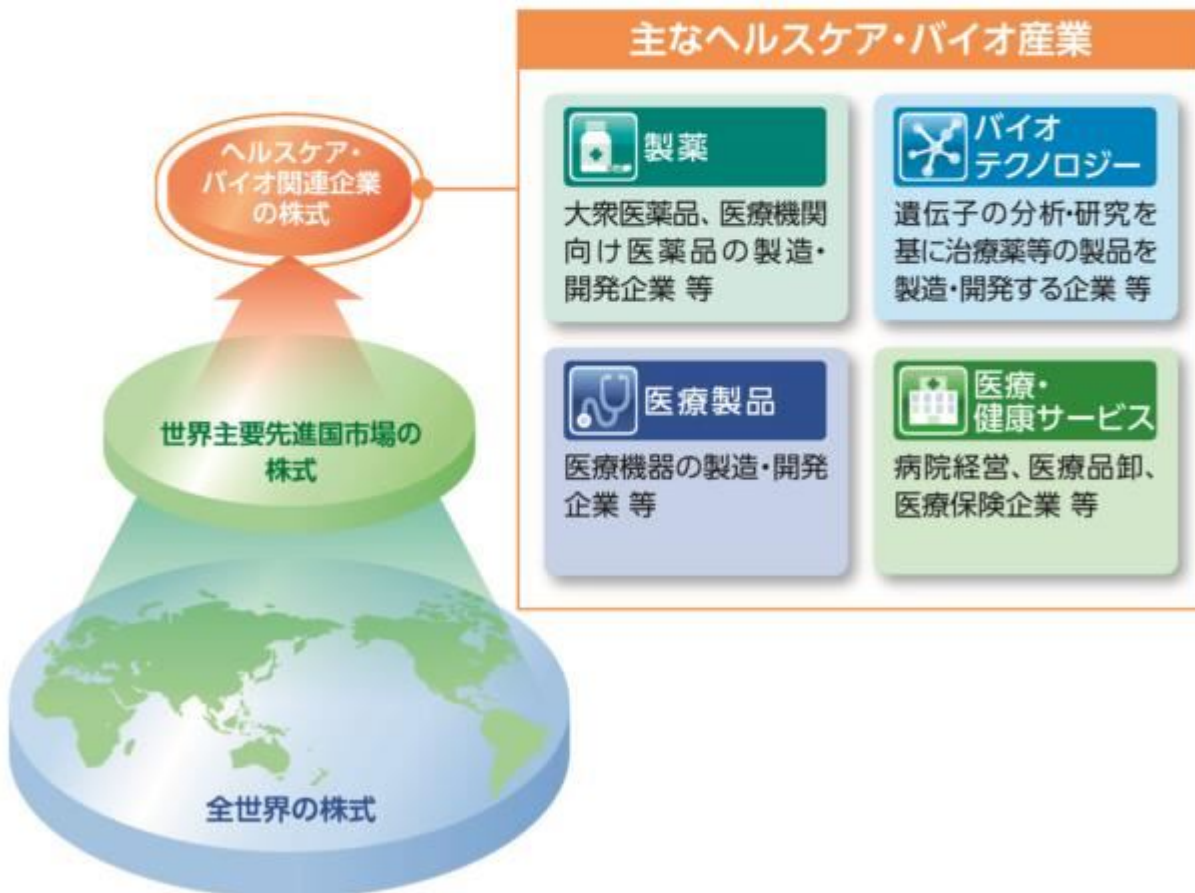 主なヘルスケア・バイオ産業
ヘルスケア・
バイオ関連企業
の株式
製薬
大衆医薬品、医療機関
向け医薬品の製造・
開発企業 等
バイオ
テクノロジー
遺伝子の分析・研究を
基に治療薬等の製品を
製造・開発する企業 等
医療製品
医療機器の製造・開発
企業 等
医療・
健康サービス
病院経営、医療品卸、
医療保険企業 等
世界主要先進国市場の
株式
全世界の株式